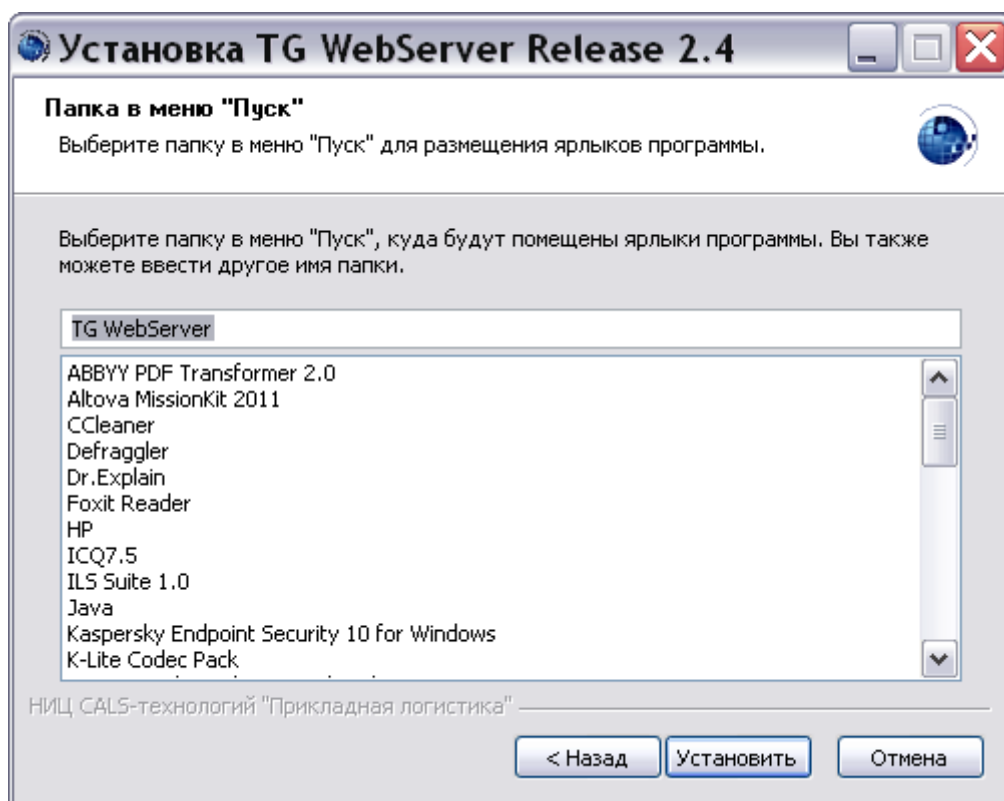 Установка TG WebServer Release 2.4
Папка в меню "Пуск"
Выберите папку в меню "Пуск" для размещения ярлыков программы.
Выберите папку в меню "Пуск", куда будут помещены ярлыки программы. Вы также
можете ввести другое имя папки.
TG WebServer
ABBYY PDF Transformer 2.0
Altova MissionKit 2011
CCleaner
Defraggler
Dr.Explain
Foxit Reader
HP
ICQ7.5
ILS Suite 1.0
Java
Kaspersky Endpoint Security 10 for Windows
K-Lite Codec Pack
НИЦ CALS-технологий "Прикладная логистика"
< Назад
Установить
Отмена